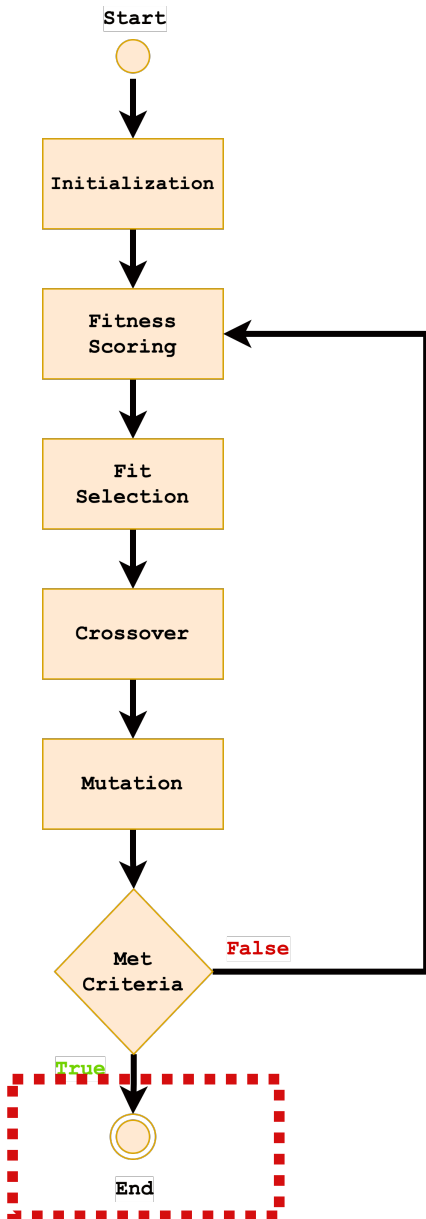 Start
Initialization
Fitness
Scoring
Fit
Selection
Crossover
Mutation
Met
Criteria
False
True
End